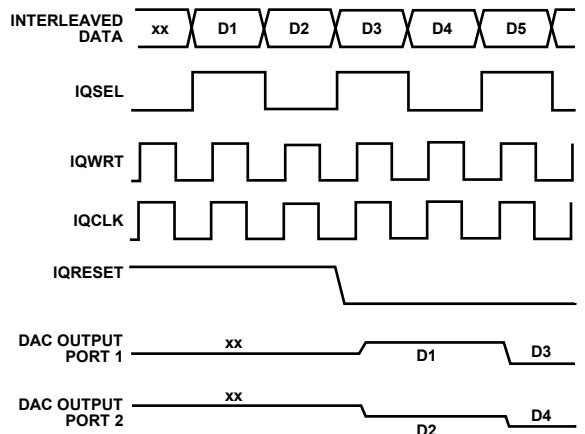 INTERLEAVED
DATA
xx D1 D2 D3 D4 D5
IQSEL
IQWRT
IQCLK
IQRESET
DAC OUTPUT
PORT 1
xx D1 D3
DAC OUTPUT
PORT 2
xx D2 D4